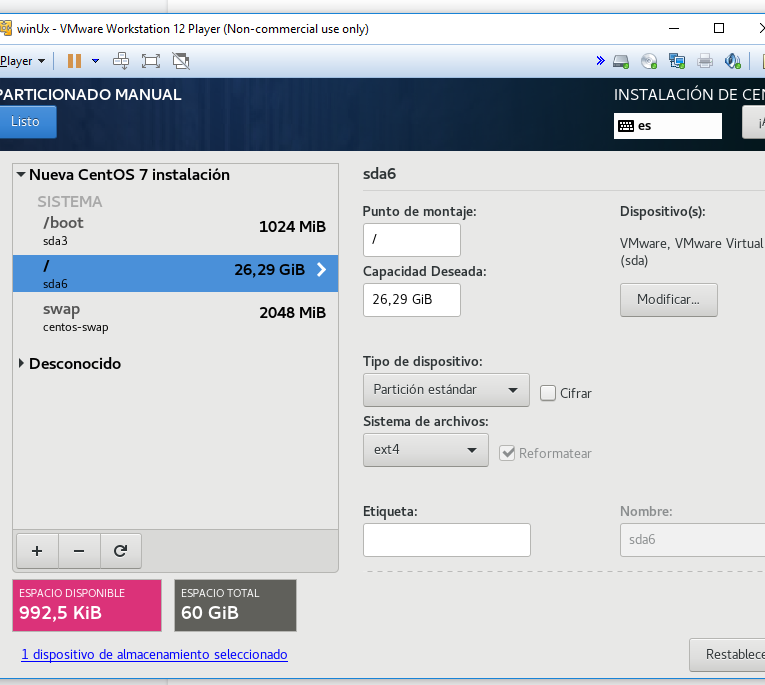 winUx - VMware Workstation 12 Player (Non-commercial use only)
Player
PARTICIONADO MANUAL
INSTALACIÓN DE CEN
Listo
es
¡A
Nueva CentOS 7 instalación
SISTEMA
/boot
1024 MiB
sda3
/
26,29 GiB
sda6
swap
2048 MiB
centos-swap
Desconocido
sda6
Punto de montaje:
/
Capacidad Deseada:
26,29 GiB
Dispositivo(s):
VMware, VMware Virtual
(sda)
Modificar...
Tipo de dispositivo:
Partición estándar
Cifrar
Sistema de archivos:
ext4
Reformatear
Etiqueta:
Nombre:
sda6
ESPACIO DISPONIBLE
992,5 KiB
ESPACIO TOTAL
60 GiB
1 dispositivo de almacenamiento seleccionado
Restablece